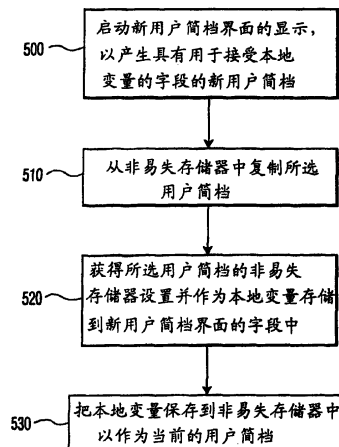 500
启动新用户简档界面的显示，
以产生具有用于接受本地
变量的字段的新用户简档
510
从非易失存储器中复制所选
用户简档
520
获得所选用户简档的非易失
存储器设置并作为本地变量存储
到新用户简档界面的字段中
530
把本地变量保存到非易失存储器中
以作为当前的用户简档